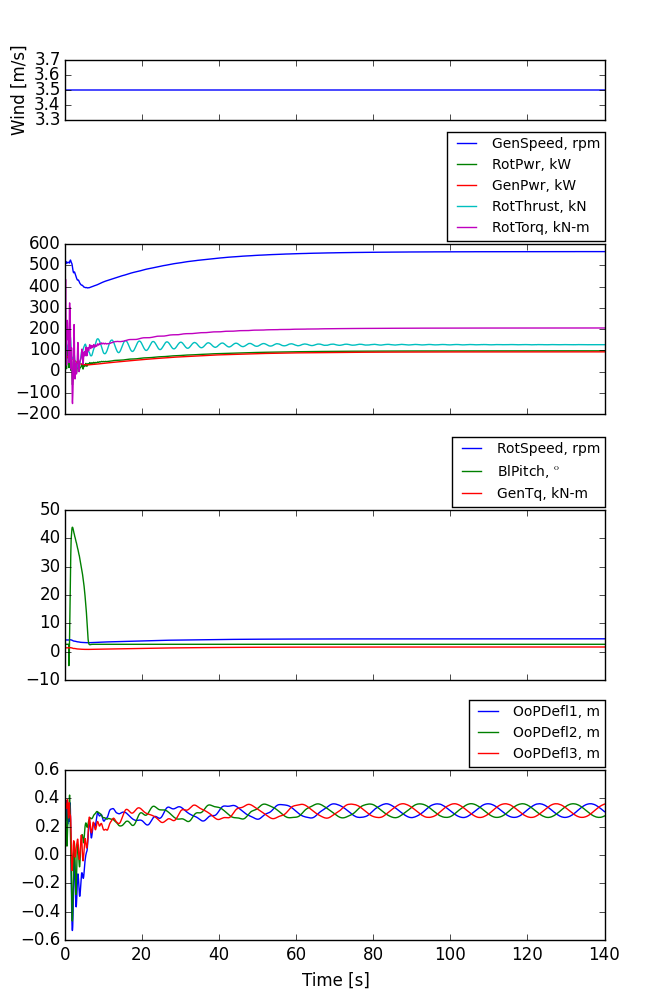 Wind [m/s]
3.7
3.6
3.5
3.4
3.3
GenSpeed, rpm
RotPwr, kW
GenPwr, kW
RotThrust, kN
RotTorq, kN-m
600
500
400
300
200
100
0
−100
−200
RotSpeed, rpm
BlPitch, °
GenTq, kN-m
50
40
30
20
10
0
−10
OoPDefl1, m
OoPDefl2, m
OoPDefl3, m
0.6
0.4
0.2
0.0
−0.2
−0.4
−0.6
0 20 40 60 80 100 120 140
Time [s]